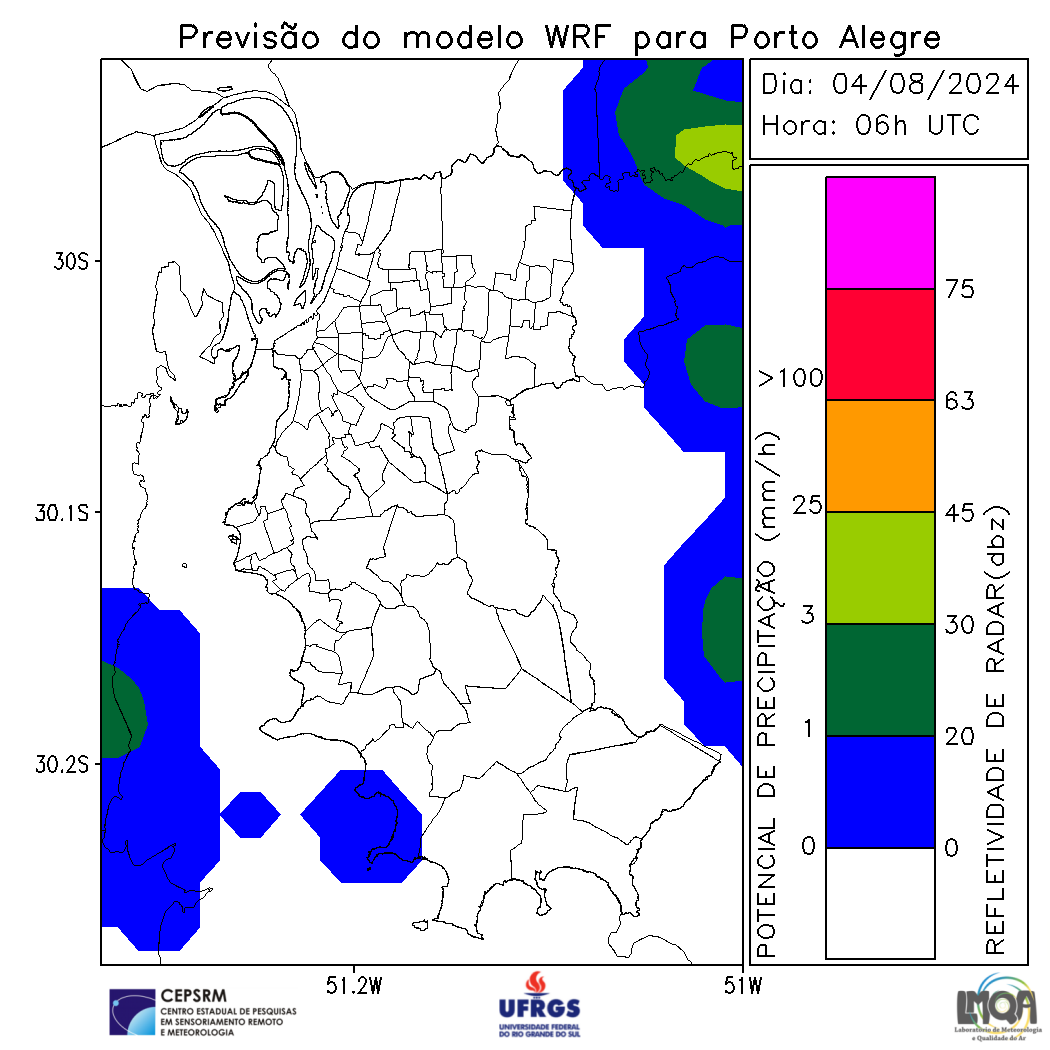 Previsão do modelo WRF para Porto Alegre
Dia: 04/08/2024
Hora: 06h UTC
30S
30.1S
30.2S
51.2W
51W
POTENCIAL DE PRECIPITAÇÃO (mm/h)
>100
25
3
1
0
75
63
45
30
20
0
REFLETIVIDADE DE RADAR(dbz)
CEPSRM
CENTRO ESTADUAL DE PESQUISAS
EM SENSORIAMENTO REMOTO
E METEOROLOGIA
UFRGS
UNIVERSIDADE FEDERAL
DO RIO GRANDE DO SUL
LMQA
Laboratório de Meteorologia
e Qualidade do Ar